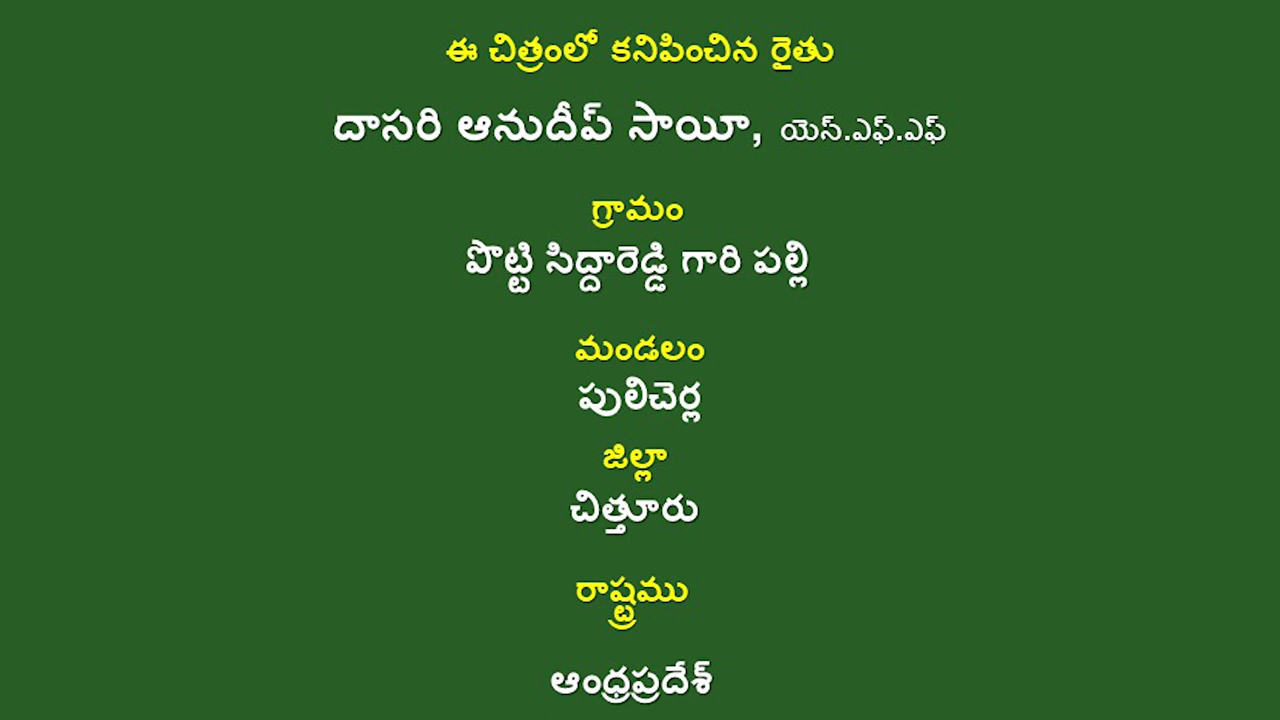 ఈ చిత్రంలో కనిపించిన రైతు
దాసరి ఆనుదీప్ సాయీ, యెస్.ఎఫ్.ఎఫ్
గ్రామం
పొట్టి సిద్దారెడ్డి గారి పల్లి
మండలం
పులిచెర్ల
జిల్లా
చిత్తూరు
రాష్ట్రము
ఆంధ్రప్రదేశ్